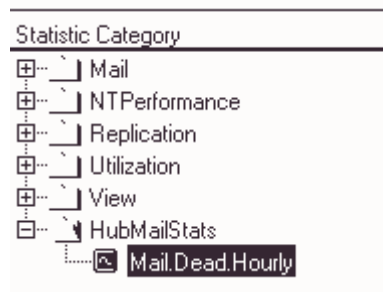 Statistic Category
Mail
NTPerformance
Replication
Utilization
View
HubMailStats
Mail.Dead.Hourly